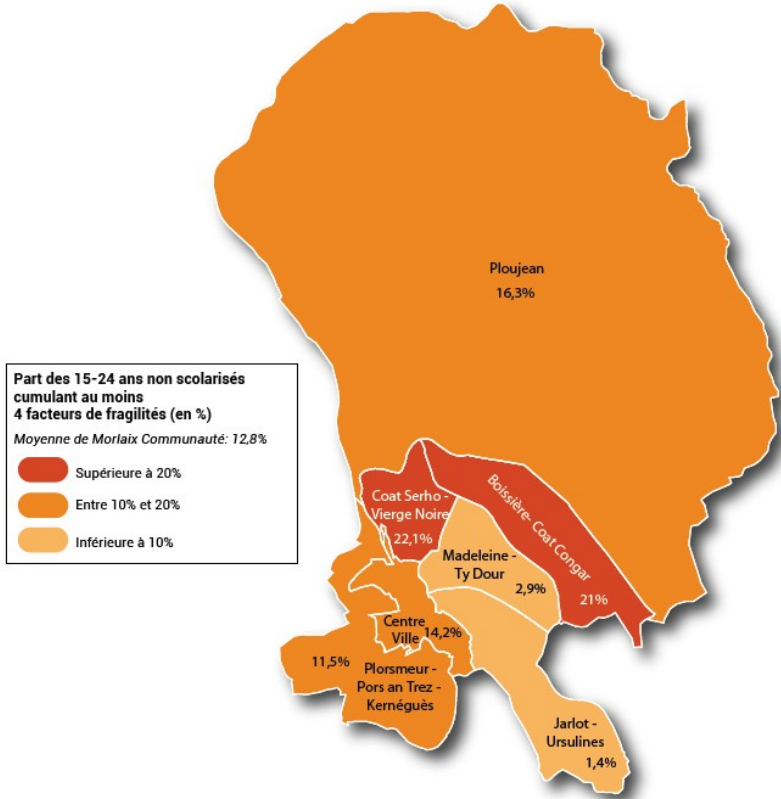 Ploujean
16,3%
Part des 15-24 ans non scolarisés
cumulant au moins
4 facteurs de fragilités (en %)
Moyenne de Morlaix Communauté: 12,8%
Supérieure à 20%
Entre 10% et 20%
Inférieure à 10%
Coat Serho -
Vierge Noire
22,1%
Boissière- Coat Congar
21%
Madeleine -
Ty Dour
2,9%
Centre
Ville
14,2%
11,5%
Plorsmeur -
Pors an Trez -
Kernéguès
Jarlot -
Ursulines
1,4%